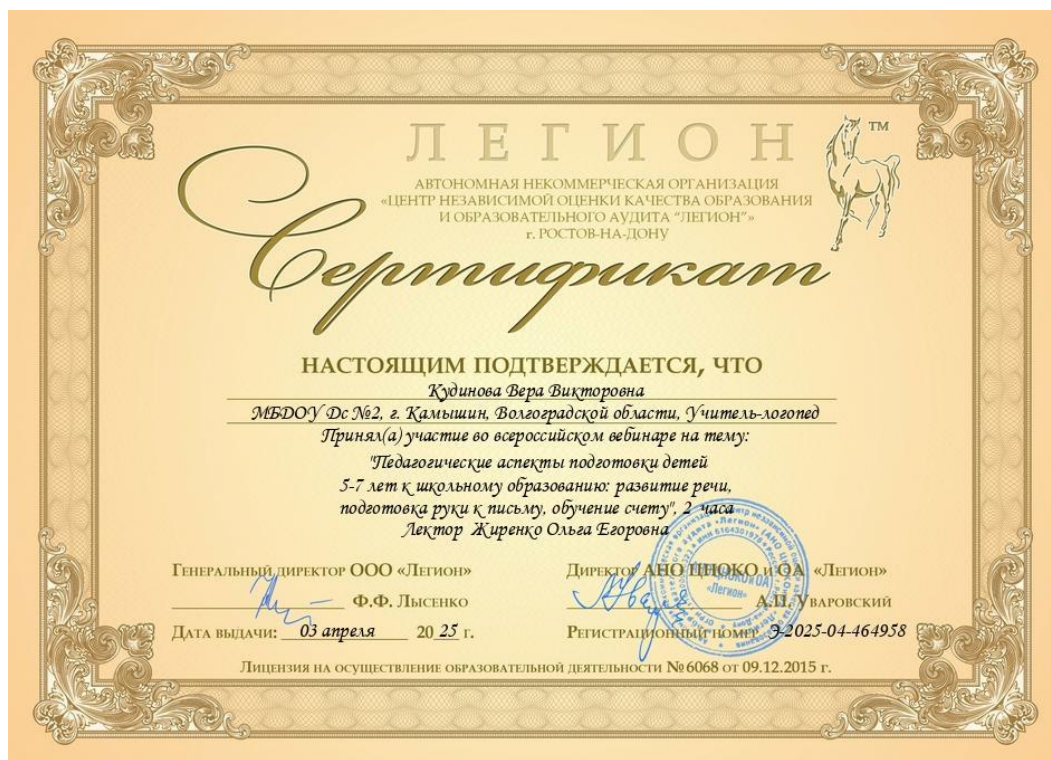 ЛЕГИОН
TM
АВТОНОМНАЯ НЕКОММЕРЧЕСКАЯ ОРГАНИЗАЦИЯ
«ЦЕНТР НЕЗАВИСИМОЙ ОЦЕНКИ КАЧЕСТВА ОБРАЗОВАНИЯ
И ОБРАЗОВАТЕЛЬНОГО АУДИТА "ЛЕГИОН"»
г. РОСТОВ-НА-ДОНУ
Сертификат
НАСТОЯЩИМ ПОДТВЕРЖДАЕТСЯ, ЧТО
Кудинова Вера Викторовна
МБДОУ Дс №2, г. Камышин, Волгоградской области, Учитель-логопед
Принял(а) участие во всероссийском вебинаре на тему:
"Педагогические аспекты подготовки детей
5-7 лет к школьному образованию: развитие речи,
подготовка руки к письму, обучение счету", 2 часа
Лектор Жиренко Ольга Егоровна
Генеральный директор ООО «Легион»
Ф.Ф. Лысенко
Директор АНО ЦНОКО и ОА «Легион»
А.П. Уваровский
Дата выдачи: 03 апреля 20 25 г.
Регистрационный номер Э-2025-04-464958
Лицензия на осуществление образовательной деятельности №6068 от 09.12.2015 г.